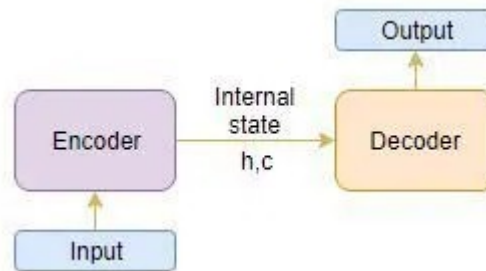 Output
Internal
state
Encoder
Decoder
h,c
Input